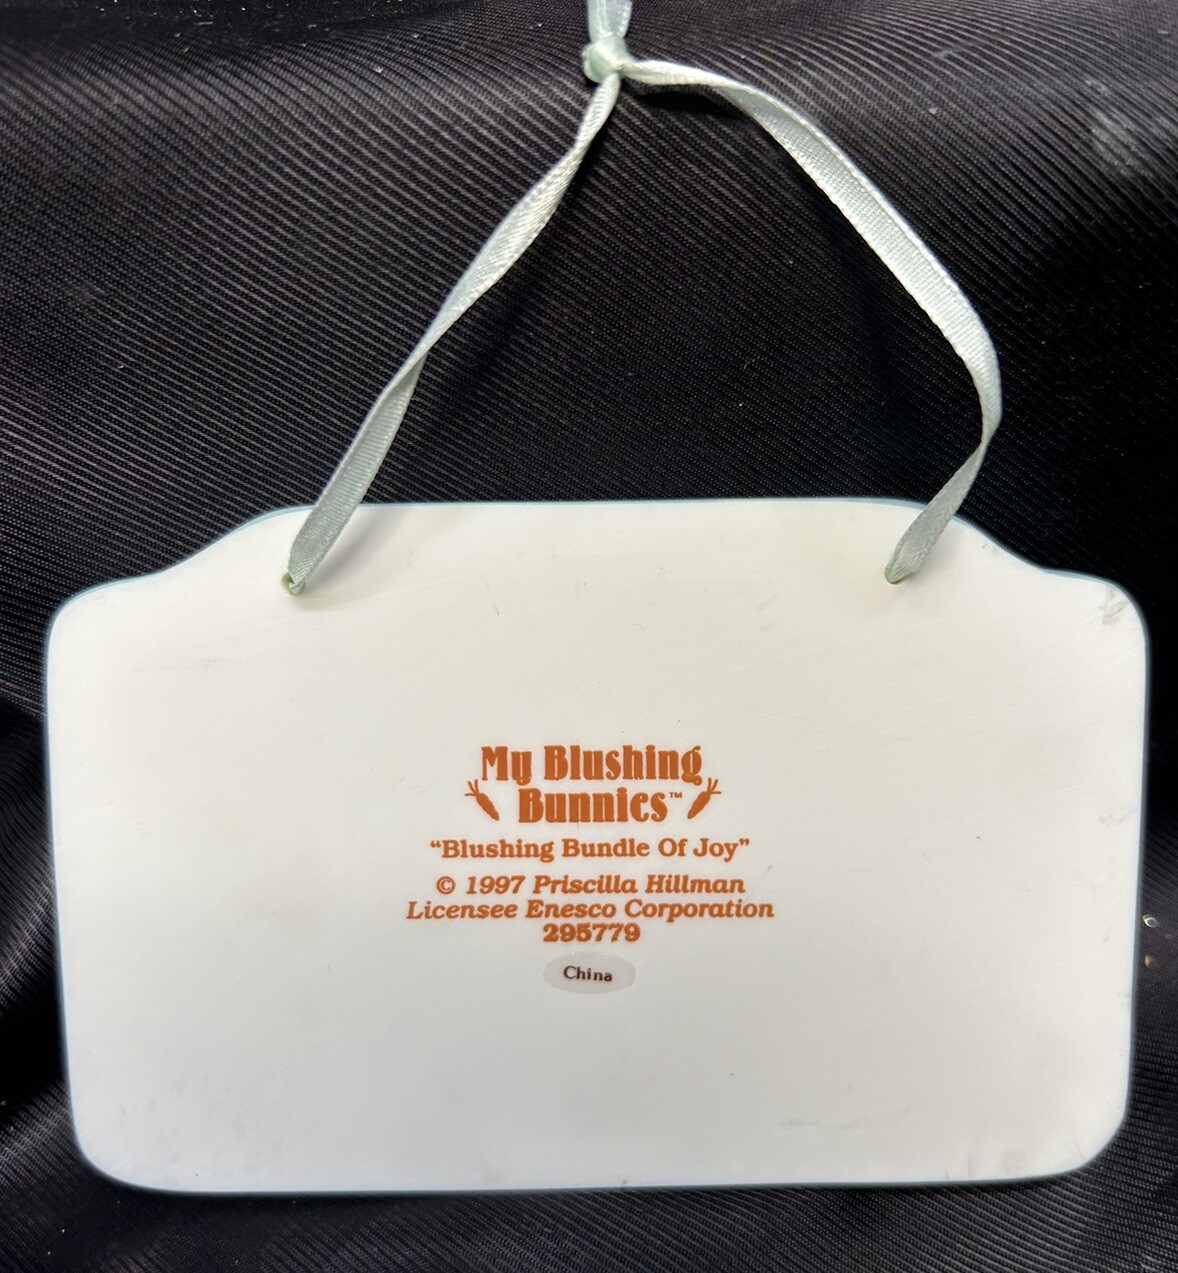 My Blushing
Bunnies™
“Blushing Bundle Of Joy”
© 1997 Priscilla Hillman
Licensee Enesco Corporation
295779
China